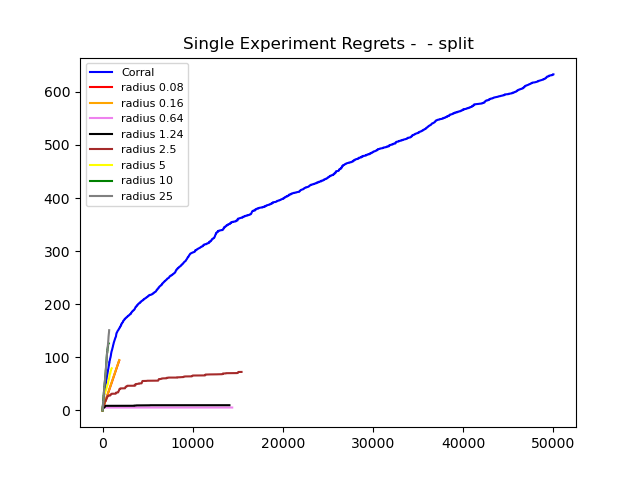 Single Experiment Regrets -  - split
Corral
radius 0.08
radius 0.16
radius 0.64
radius 1.24
radius 2.5
radius 5
radius 10
radius 25
600
500
400
300
200
100
0
0 10000 20000 30000 40000 50000